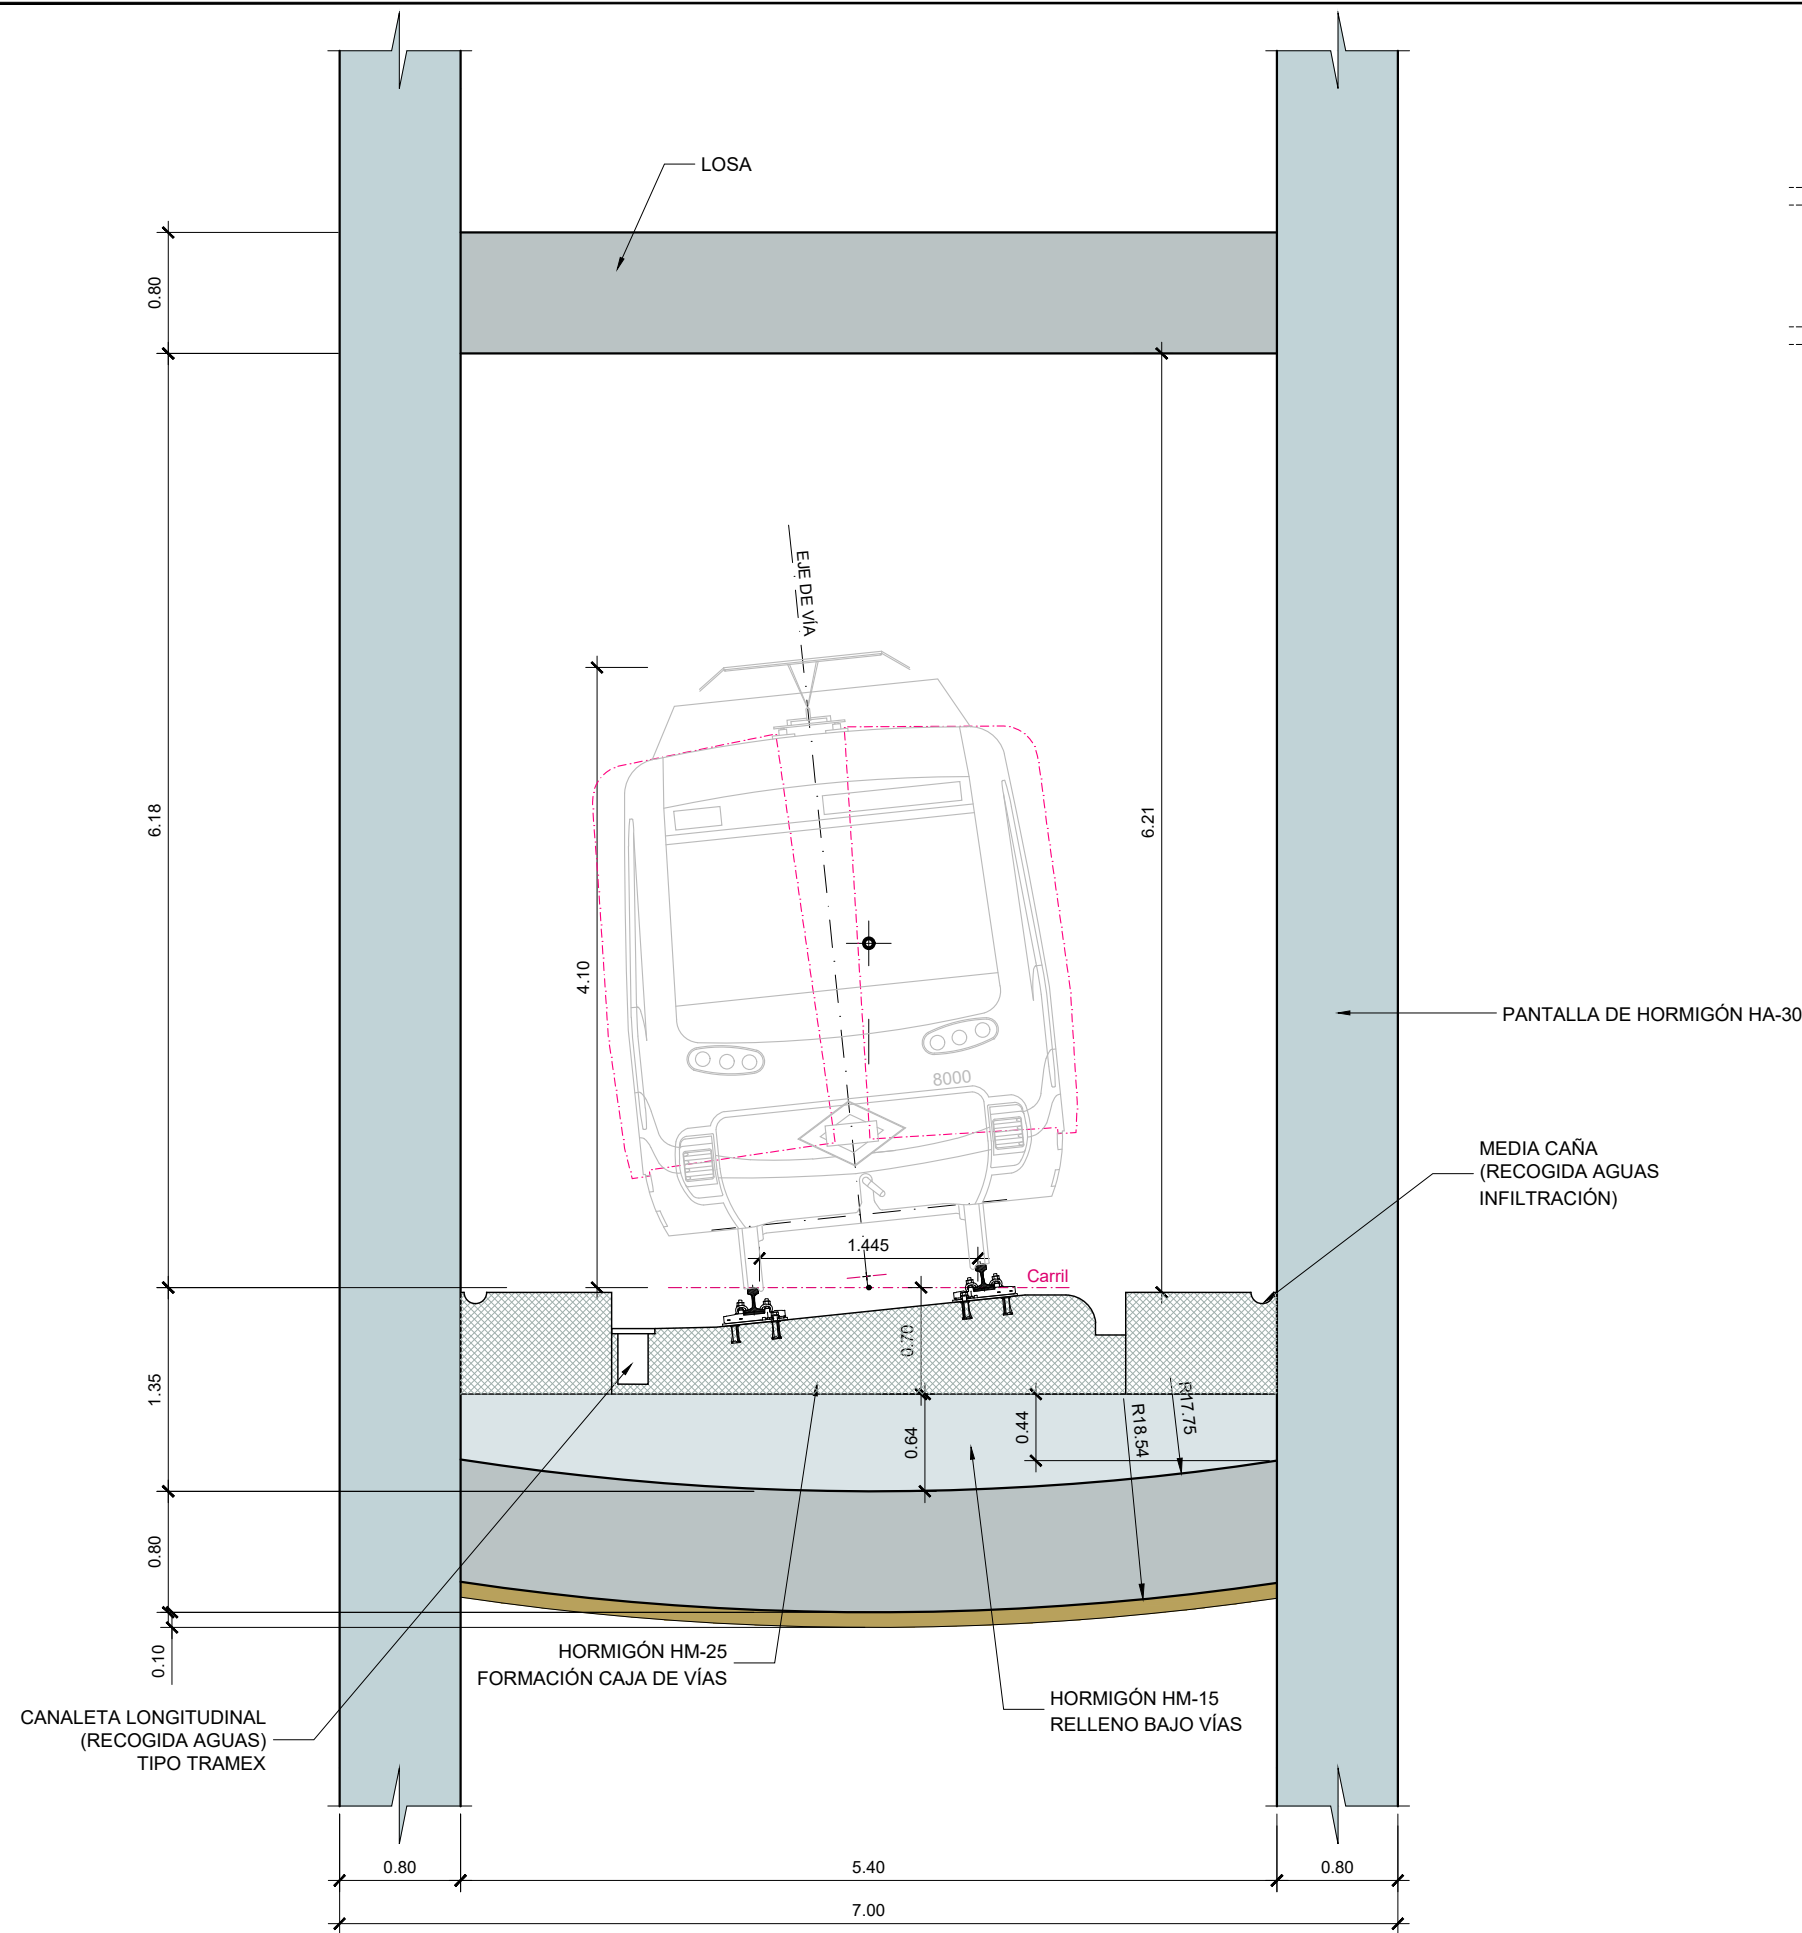 LOSA
0.80
EJE DE VÍA
6.18
6.21
4.10
PANTALLA DE HORMIGÓN HA-30
8000
MEDIA CAÑA
(RECOGIDA AGUAS
INFILTRACIÓN)
1.445
Carril
0.70
1.35
R17.75
R18.54
0.44
0.64
0.80
0.10
HORMIGÓN HM-25
FORMACIÓN CAJA DE VÍAS
HORMIGÓN HM-15
RELLENO BAJO VÍAS
CANALETA LONGITUDINAL
(RECOGIDA AGUAS)
TIPO TRAMEX
0.80
5.40
0.80
7.00